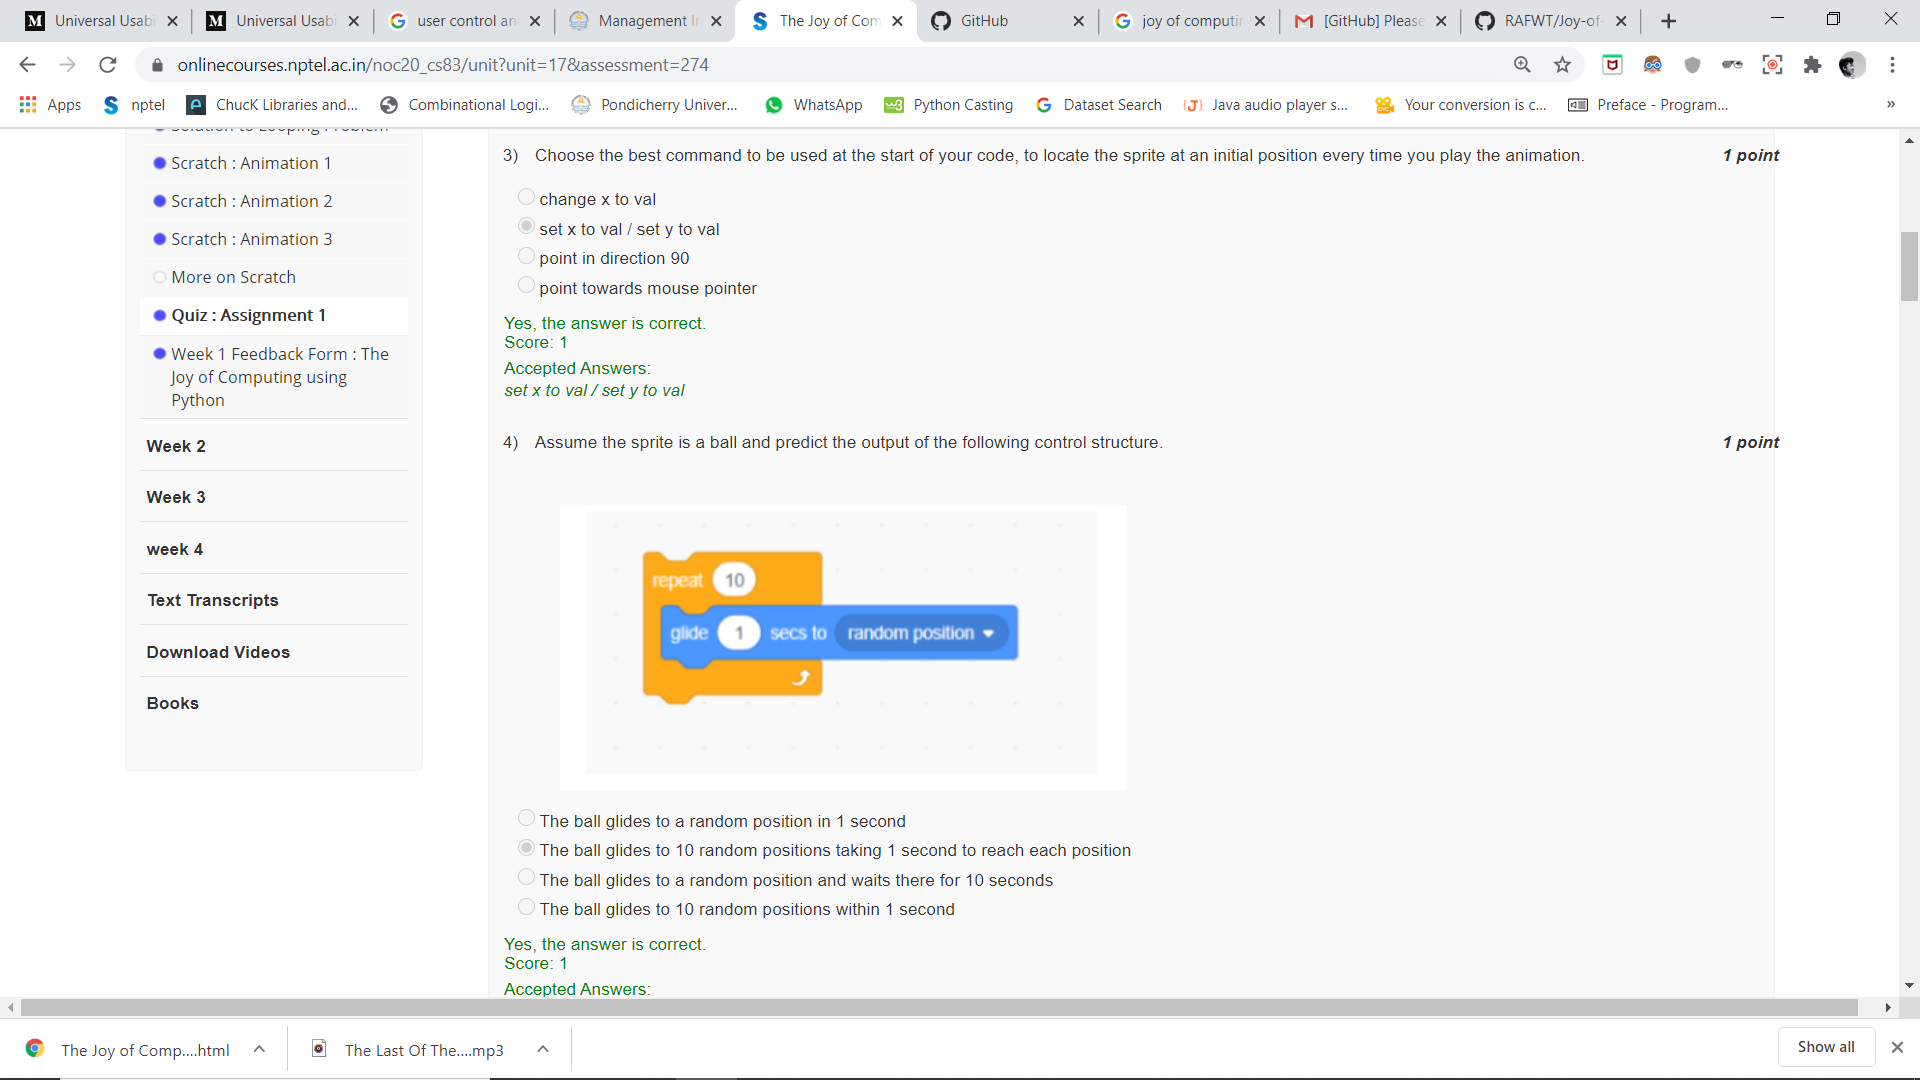 Universal Usabi
Universal Usabi
user control an
Management In
The Joy of Com
GitHub
joy of computin
[GitHub] Please
RAFWT/Joy-of-
onlinecourses.nptel.ac.in/noc20_cs83/unit?unit=17&assessment=274
Apps
nptel
ChucK Libraries and...
Combinational Logi...
Pondicherry Univer...
WhatsApp
Python Casting
Dataset Search
Java audio player s...
Your conversion is c...
Preface - Program...
»
Solution to Looping Problem
Scratch : Animation 1
Scratch : Animation 2
Scratch : Animation 3
More on Scratch
Quiz : Assignment 1
Week 1 Feedback Form : The
Joy of Computing using
Python
Week 2
Week 3
week 4
Text Transcripts
Download Videos
Books
3) Choose the best command to be used at the start of your code, to locate the sprite at an initial position every time you play the animation. 1 point
change x to val
set x to val / set y to val
point in direction 90
point towards mouse pointer
Yes, the answer is correct.
Score: 1
Accepted Answers:
set x to val / set y to val
4) Assume the sprite is a ball and predict the output of the following control structure. 1 point
repeat 10
glide 1 secs to random position
The ball glides to a random position in 1 second
The ball glides to 10 random positions taking 1 second to reach each position
The ball glides to a random position and waits there for 10 seconds
The ball glides to 10 random positions within 1 second
Yes, the answer is correct.
Score: 1
Accepted Answers:
The Joy of Comp....html
The Last Of The....mp3
Show all